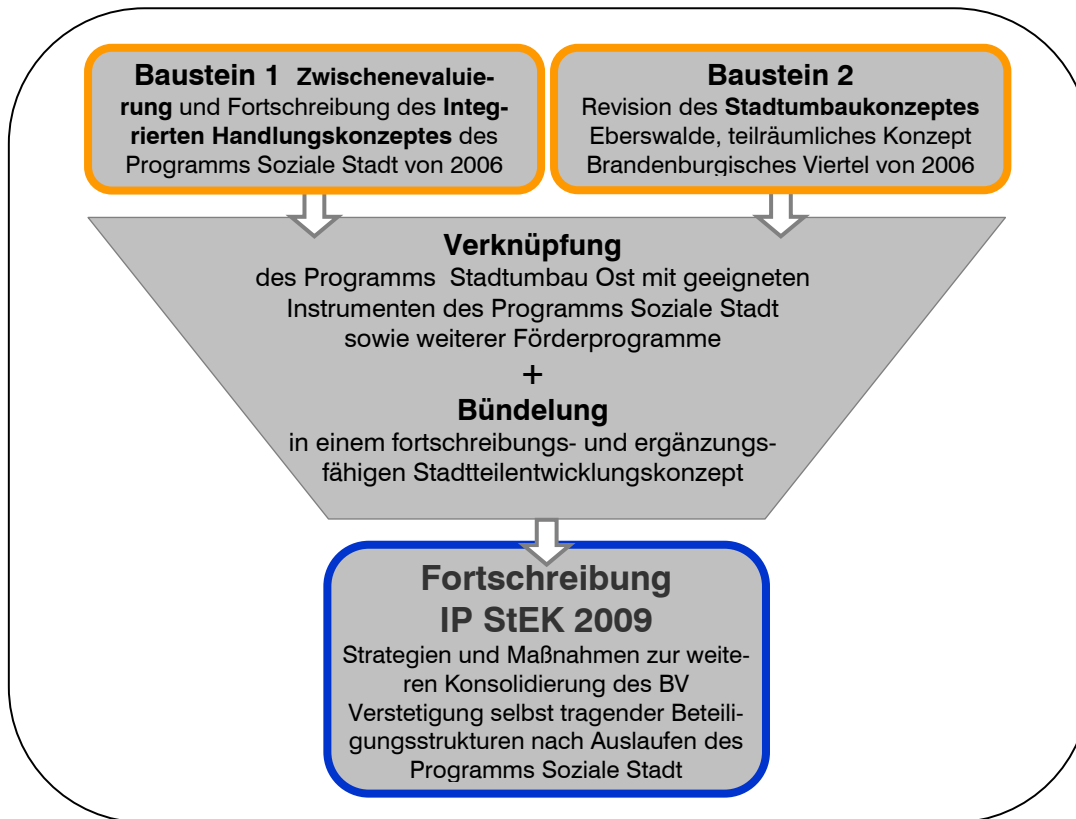 Baustein 1 Zwischenevaluie-
rung und Fortschreibung des Integ-
rierten Handlungskonzeptes des
Programms Soziale Stadt von 2006
Baustein 2
Revision des Stadtumbaukonzeptes
Eberswalde, teilräumliches Konzept
Brandenburgisches Viertel von 2006
Verknüpfung
des Programms Stadtumbau Ost mit geeigneten
Instrumenten des Programms Soziale Stadt
sowie weiterer Förderprogramme
+
Bündelung
in einem fortschreibungs- und ergänzungs-
fähigen Stadtteilentwicklungskonzept
Fortschreibung
IP StEK 2009
Strategien und Maßnahmen zur weite-
ren Konsolidierung des BV
Verstetigung selbst tragender Beteili-
gungsstrukturen nach Auslaufen des
Programms Soziale Stadt